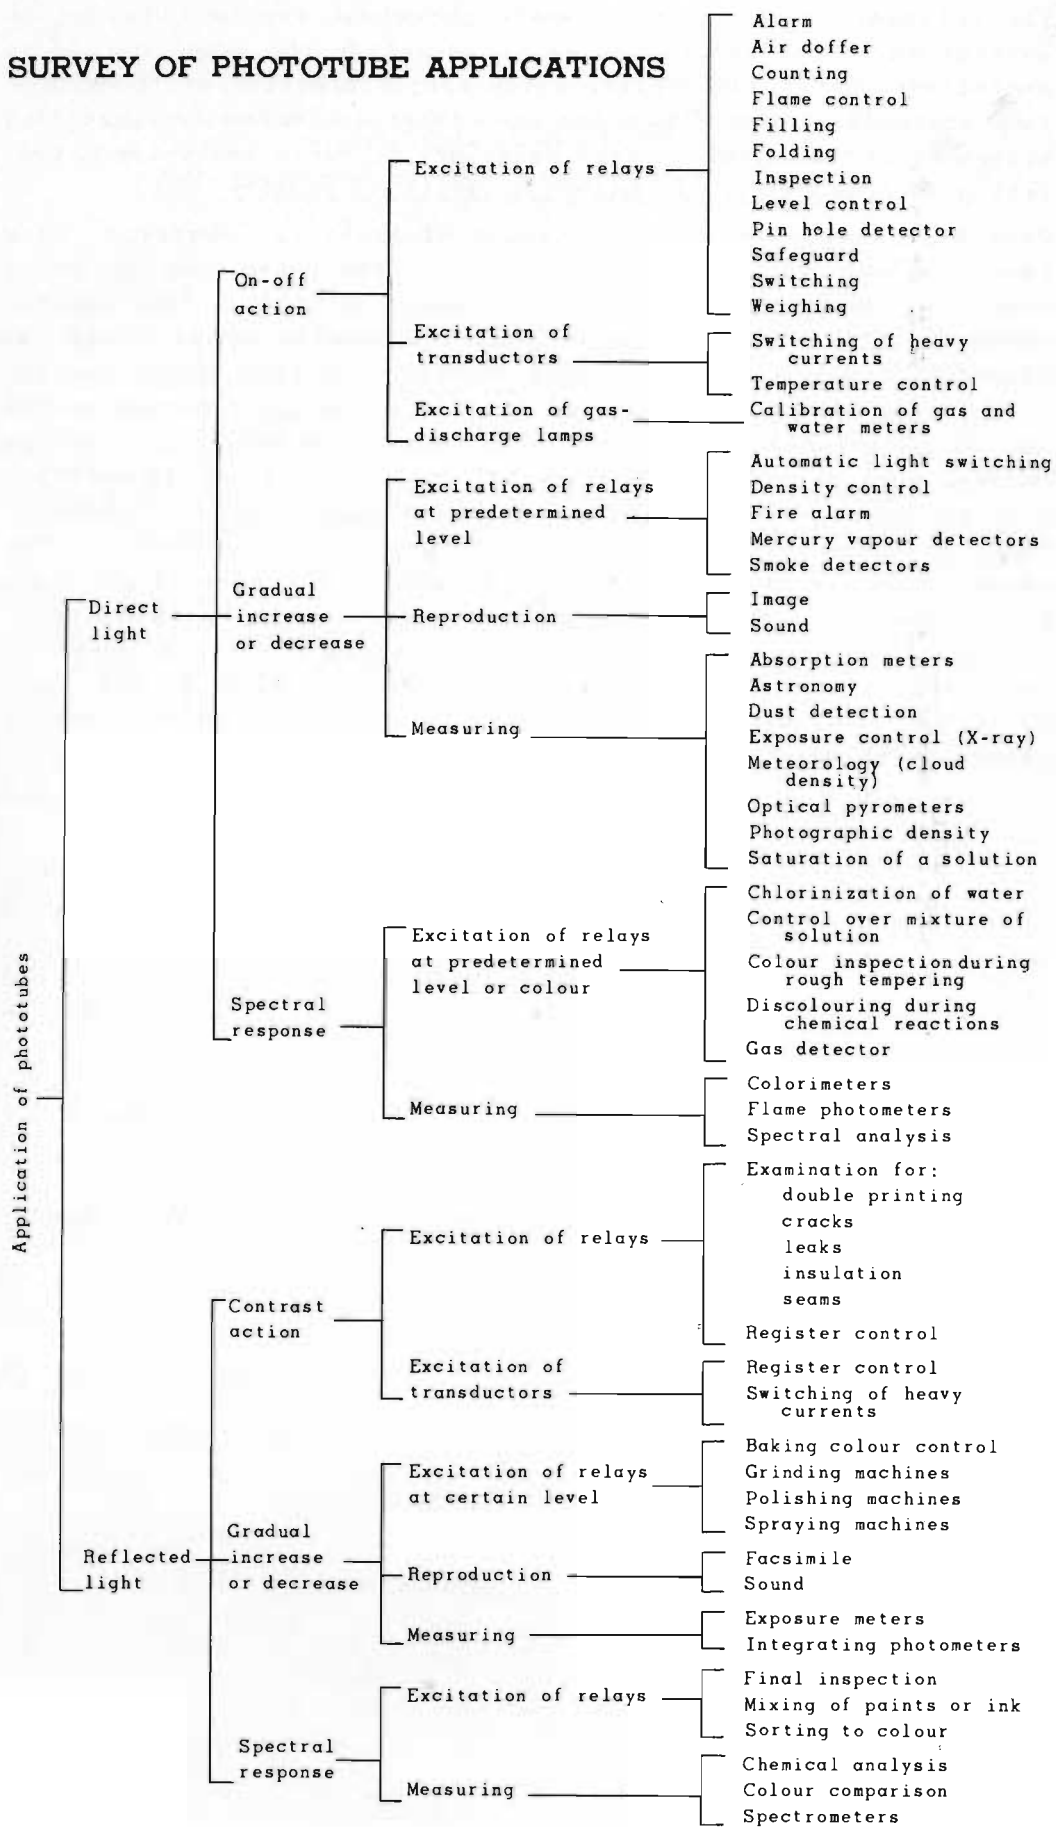 SURVEY OF PHOTOTUBE APPLICATIONS
Application of phototubes
Direct
light
On-off
action
Excitation of relays
Alarm
Air doffer
Counting
Flame control
Filling
Folding
Inspection
Level control
Pin hole detector
Safeguard
Switching
Weighing
Excitation of
transductors
Switching of heavy
currents
Temperature control
Excitation of gas-
discharge lamps
Calibration of gas and
water meters
Gradual
increase
or decrease
Excitation of relays
at predetermined
level
Automatic light switching
Density control
Fire alarm
Mercury vapour detectors
Smoke detectors
Reproduction
Image
Sound
Measuring
Absorption meters
Astronomy
Dust detection
Exposure control (X-ray)
Meteorology (cloud
density)
Optical pyrometers
Photographic density
Saturation of a solution
Spectral
response
Excitation of relays
at predetermined
level or colour
Chlorinization of water
Control over mixture of
solution
Colour inspection during
rough tempering
Discolouring during
chemical reactions
Gas detector
Measuring
Colorimeters
Flame photometers
Spectral analysis
Reflected
light
Contrast
action
Excitation of relays
Examination for:
double printing
cracks
leaks
insulation
seams
Register control
Excitation of
transductors
Register control
Switching of heavy
currents
Gradual
increase
or decrease
Excitation of relays
at certain level
Baking colour control
Grinding machines
Polishing machines
Spraying machines
Reproduction
Facsimile
Sound
Measuring
Exposure meters
Integrating photometers
Spectral
response
Excitation of relays
Final inspection
Mixing of paints or ink
Sorting to colour
Measuring
Chemical analysis
Colour comparison
Spectrometers